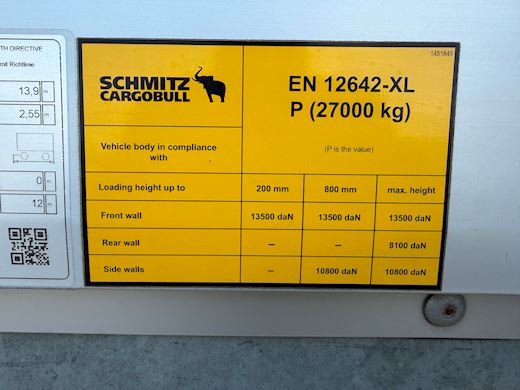 TH DIRECTIVE
mit Richtlinie
13,9 m
2,55 m
0 m
12 m
1451849
SCHMITZ
CARGOBULL
EN 12642-XL
P (27000 kg)
Vehicle body in compliance
with
(P is the value)
Loading height up to 200 mm 800 mm max. height
Front wall 13500 daN 13500 daN 13500 daN
Rear wall – – 8100 daN
Side walls – 10800 daN 10800 daN